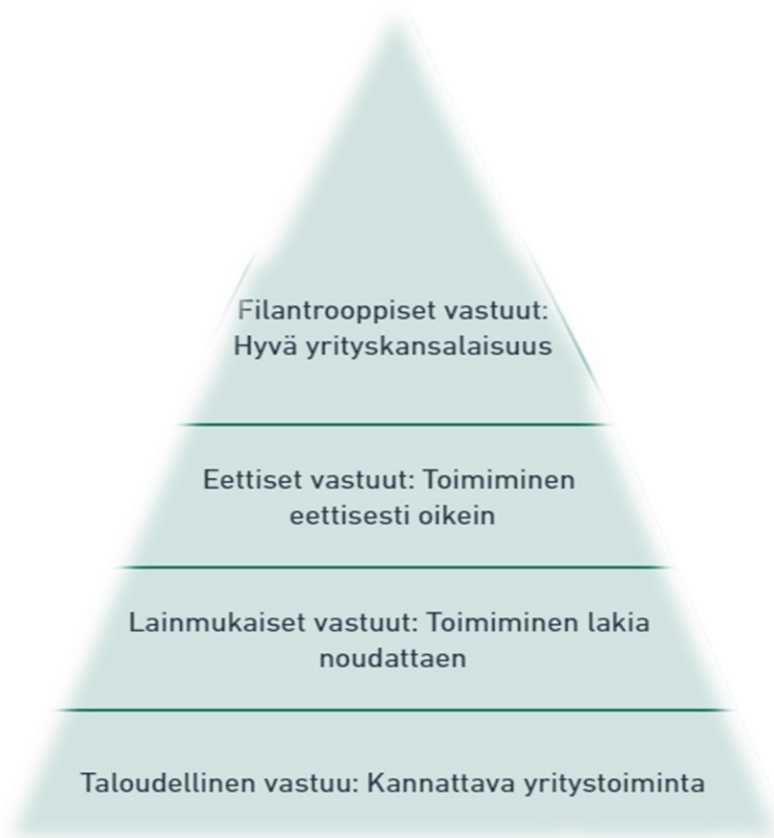 Filantrooppiset vastuut:
Hyvä yrityskansalaisuus
Eettiset vastuut: Toimiminen
eettisesti oikein
Lainmukaiset vastuut: Toimiminen lakia
noudattaen
Taloudellinen vastuu: Kannattava yritystoiminta